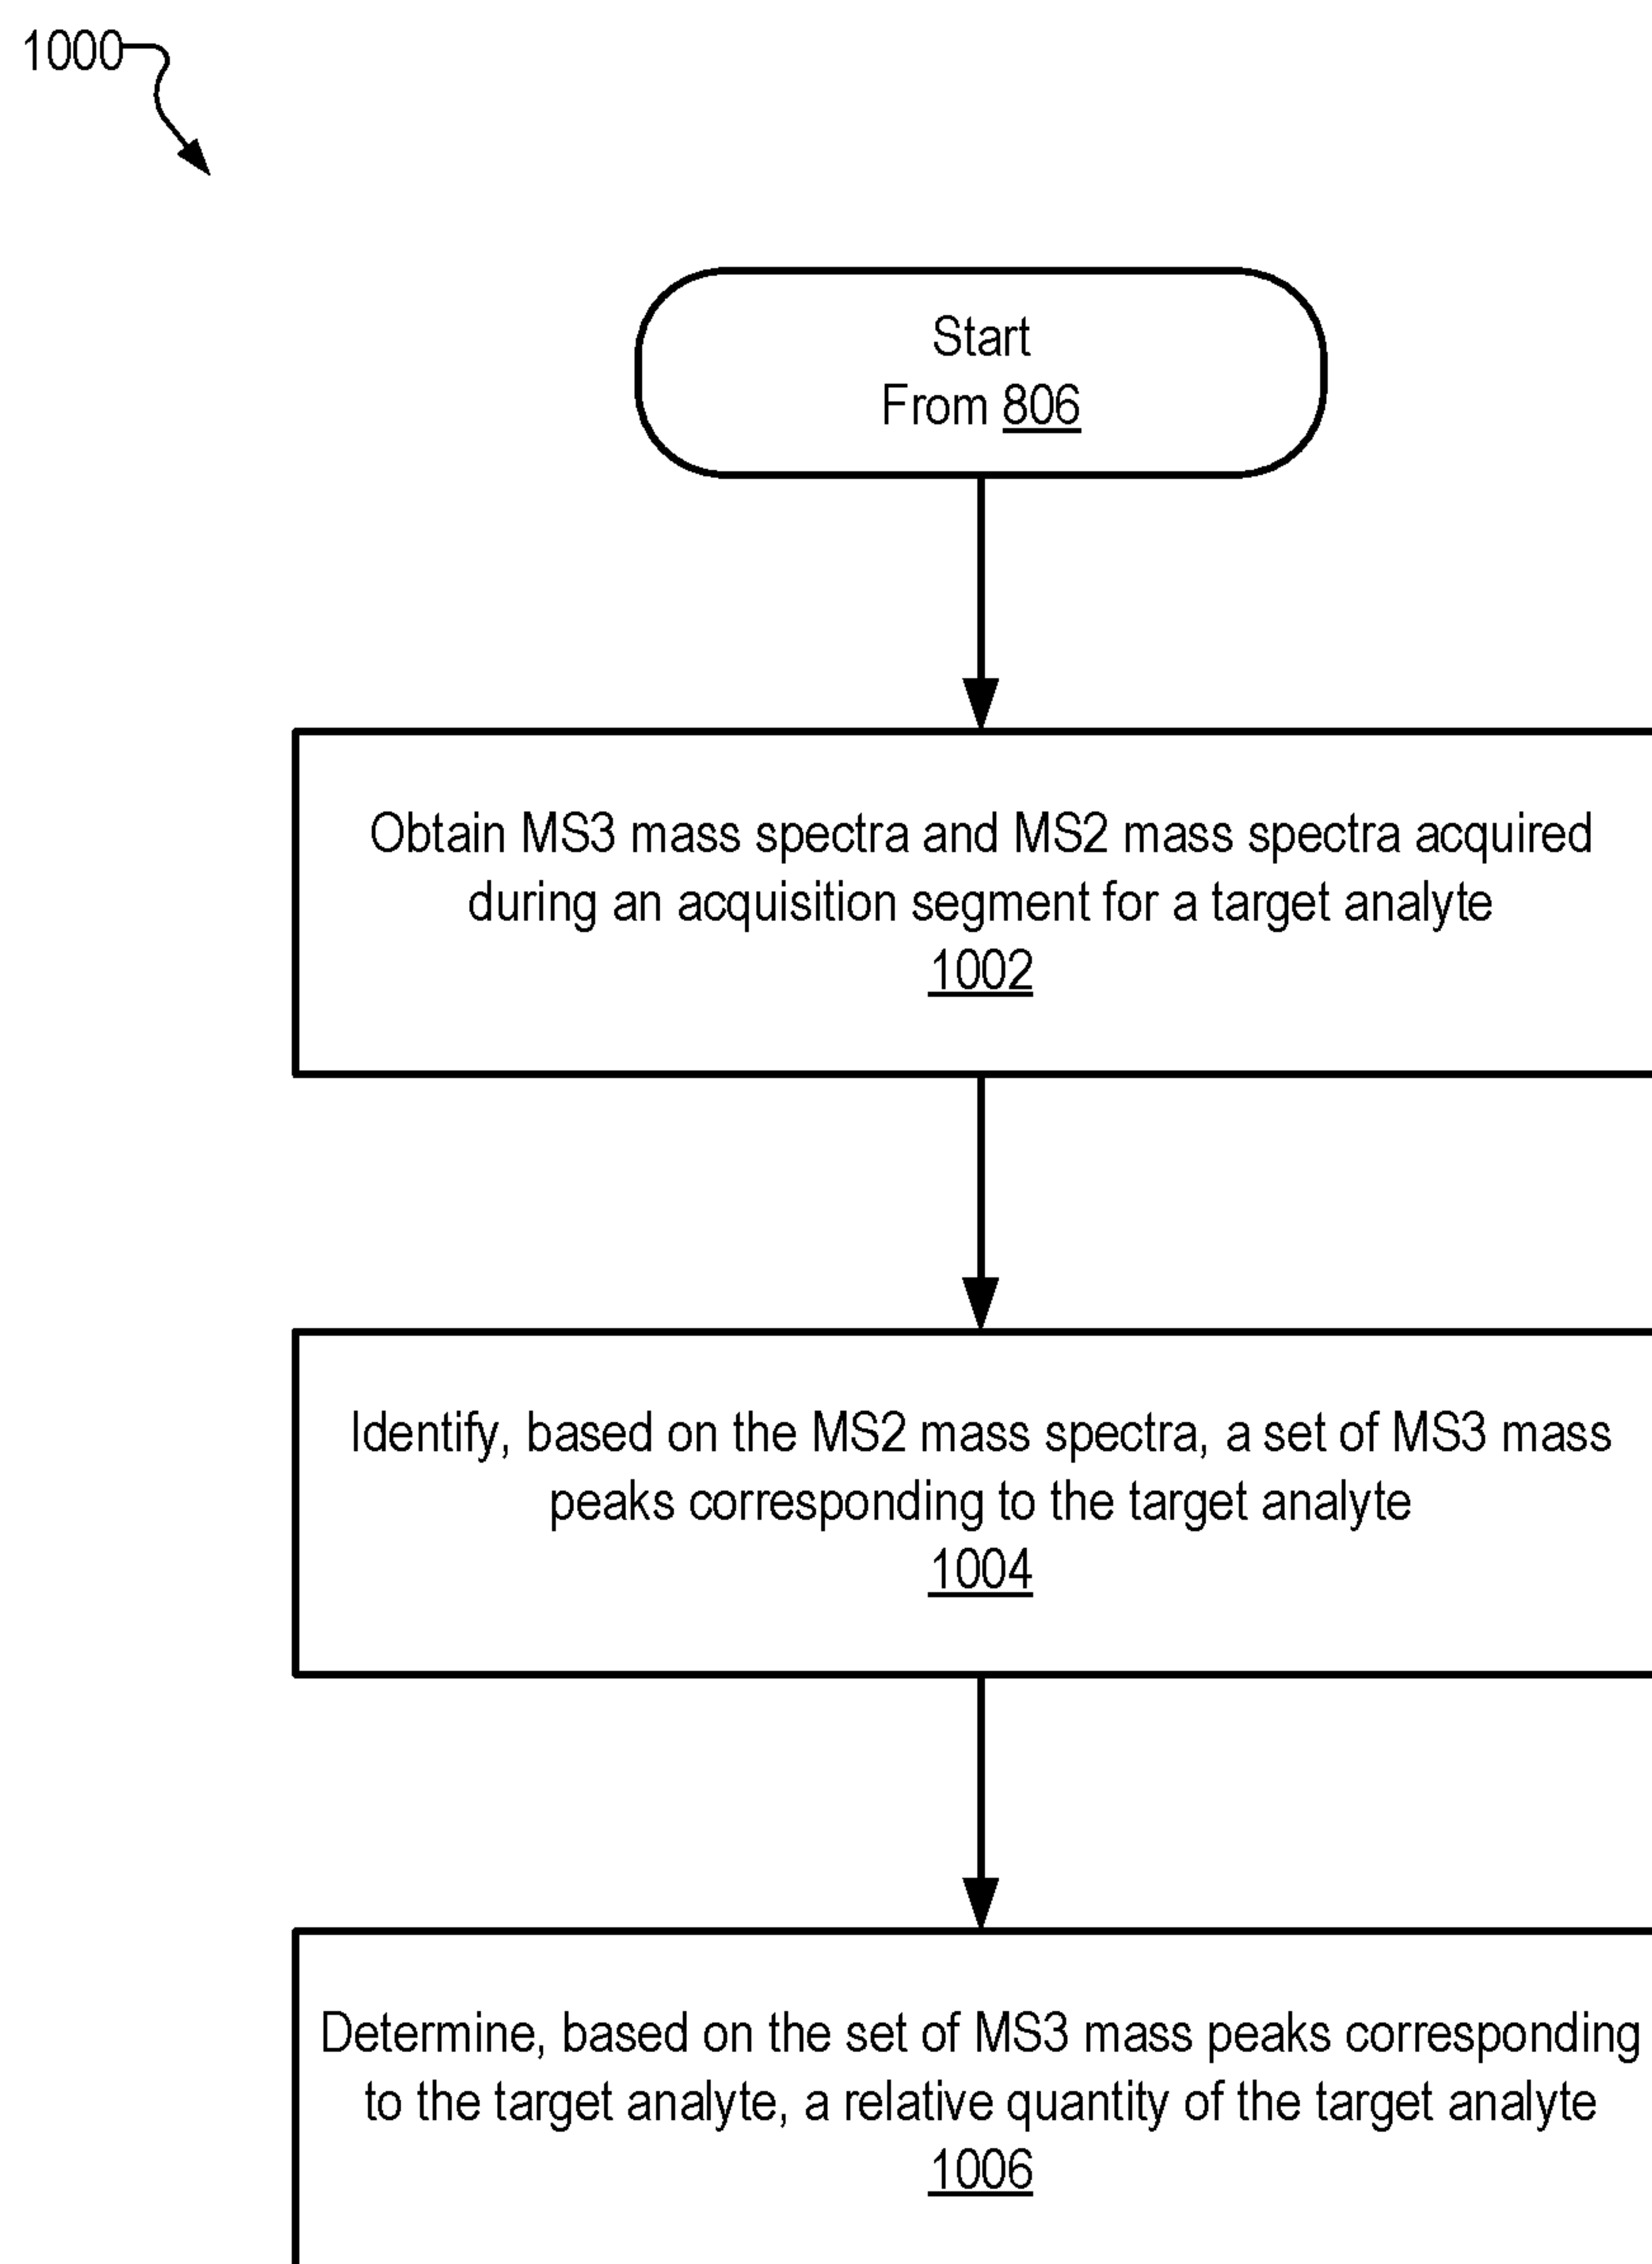 1000
Start
From 806
Obtain MS3 mass spectra and MS2 mass spectra acquired
during an acquisition segment for a target analyte
1002
Identify, based on the MS2 mass spectra, a set of MS3 mass
peaks corresponding to the target analyte
1004
Determine, based on the set of MS3 mass peaks corresponding
to the target analyte, a relative quantity of the target analyte
1006